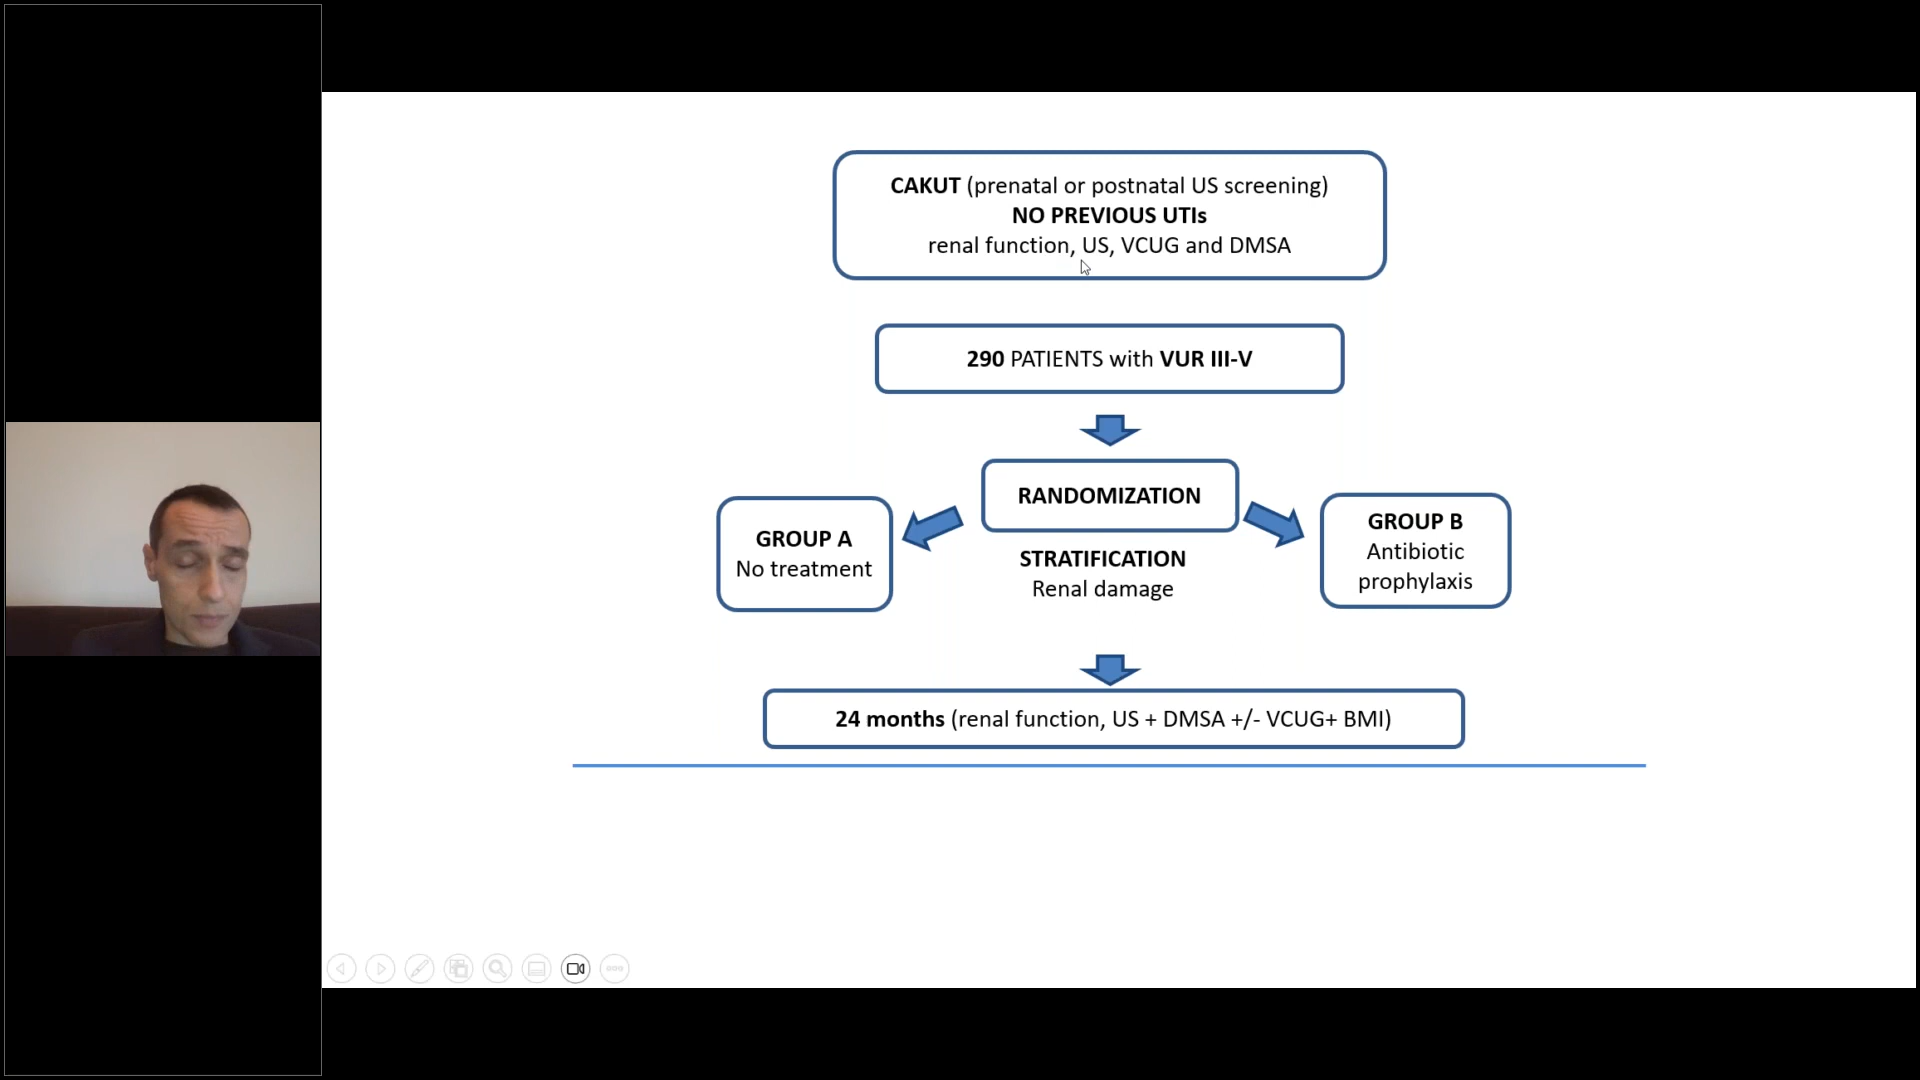 CAKUT (prenatal or postnatal US screening)
NO PREVIOUS UTIs
renal function, US, VCUG and DMSA
290 PATIENTS with VUR III-V
RANDOMIZATION
GROUP A
No treatment
STRATIFICATION
Renal damage
GROUP B
Antibiotic
prophylaxis
24 months (renal function, US + DMSA +/- VCUG+ BMI)